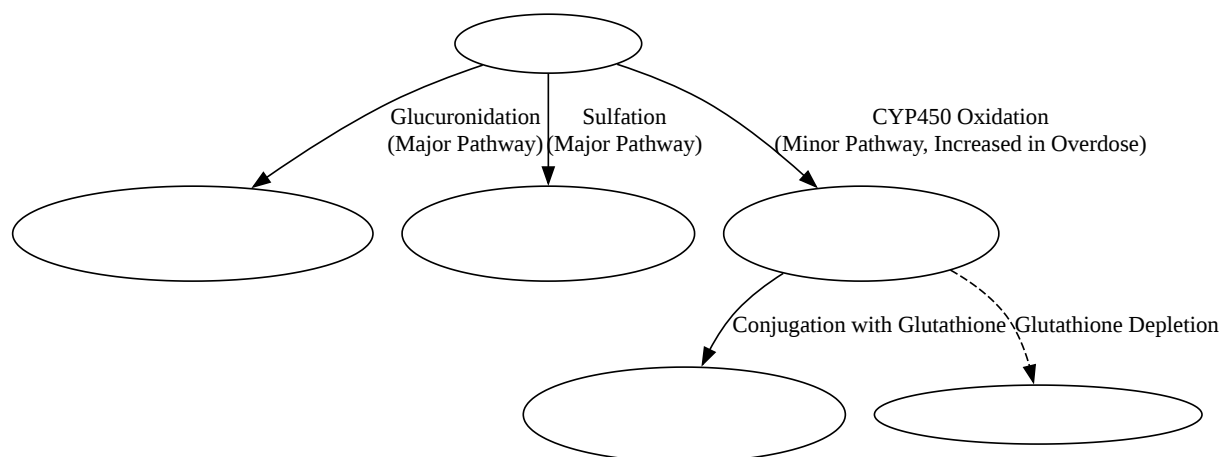 Glucuronidation
(Major Pathway)
Sulfation
(Major Pathway)
CYP450 Oxidation
(Minor Pathway, Increased in Overdose)
Conjugation with Glutathione
Glutathione Depletion